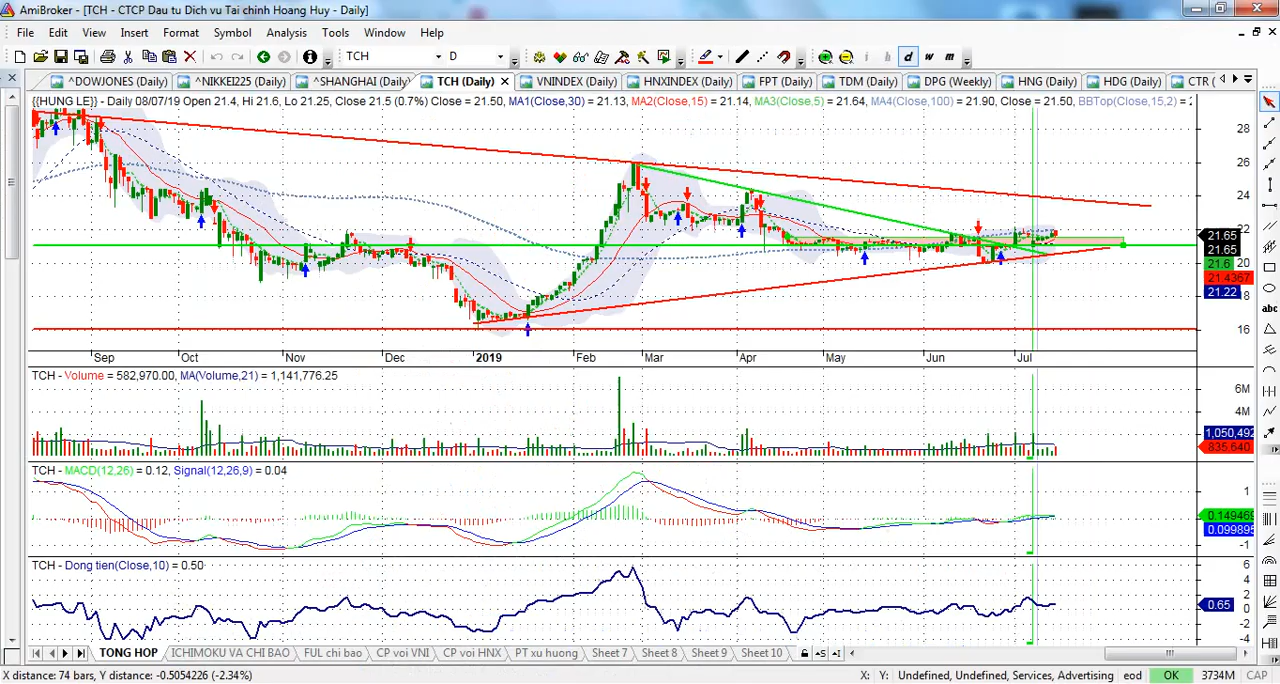 AmiBroker - [TCH - CTCP Dau tu Dich vu Tai chinh Hoang Huy - Daily]
File Edit View Insert Format Symbol Analysis Tools Window Help
TCH D d w m
^DOWJONES (Daily) ^NIKKEI225 (Daily) ^SHANGHAI (Daily) TCH (Daily) VNINDEX (Daily) HNXINDEX (Daily) FPT (Daily) TDM (Daily) DPG (Weekly) HNG (Daily) HDG (Daily) CTR (
{{HUNG LE}} - Daily 08/07/19 Open 21.4, Hi 21.6, Lo 21.25, Close 21.5 (0.7%) Close = 21.50, MA1(Close,30) = 21.13, MA2(Close,15) = 21.14, MA3(Close,5) = 21.64, MA4(Close,100) = 21.90, Close = 21.50, BBTop(Close,15,2) = 2
28
26
24
22
21.65
21.65
21.6
20
21.4367
21.22
18
16
Sep Oct Nov Dec 2019 Feb Mar Apr May Jun Jul
TCH - Volume = 582,970.00, MA(Volume,21) = 1,141,776.25
6M
4M
1,050,492
835,640
TCH - MACD(12,26) = 0.12, Signal(12,26,9) = 0.04
1
0.149469
0.099895
-1
TCH - Dong tien(Close,10) = 0.50
6
4
2
0.65
0
-2
-4
TONG HOP ICHIMOKU VA CHI BAO FUL chi bao CP voi VNI CP voi HNX PT xu huong Sheet 7 Sheet 8 Sheet 9 Sheet 10
X distance: 74 bars, Y distance: -0.5054226 (-2.34%) X: Y: Undefined, Undefined, Services, Advertising eod OK 3734M CAP
abc